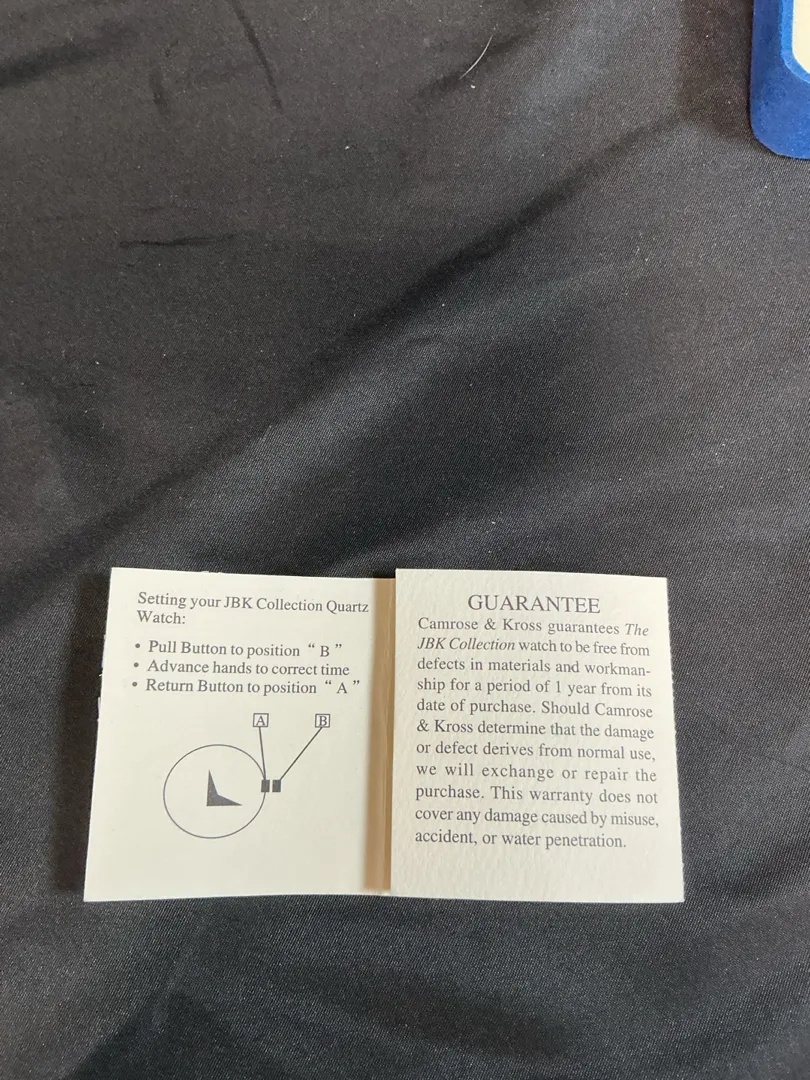 Setting your JBK Collection Quartz
Watch:
• Pull Button to position “ B ”
• Advance hands to correct time
• Return Button to position “ A ”
A B
GUARANTEE
Camrose & Kross guarantees The
JBK Collection watch to be free from
defects in materials and workman-
ship for a period of 1 year from its
date of purchase. Should Camrose
& Kross determine that the damage
or defect derives from normal use,
we will exchange or repair the
purchase. This warranty does not
cover any damage caused by misuse,
accident, or water penetration.